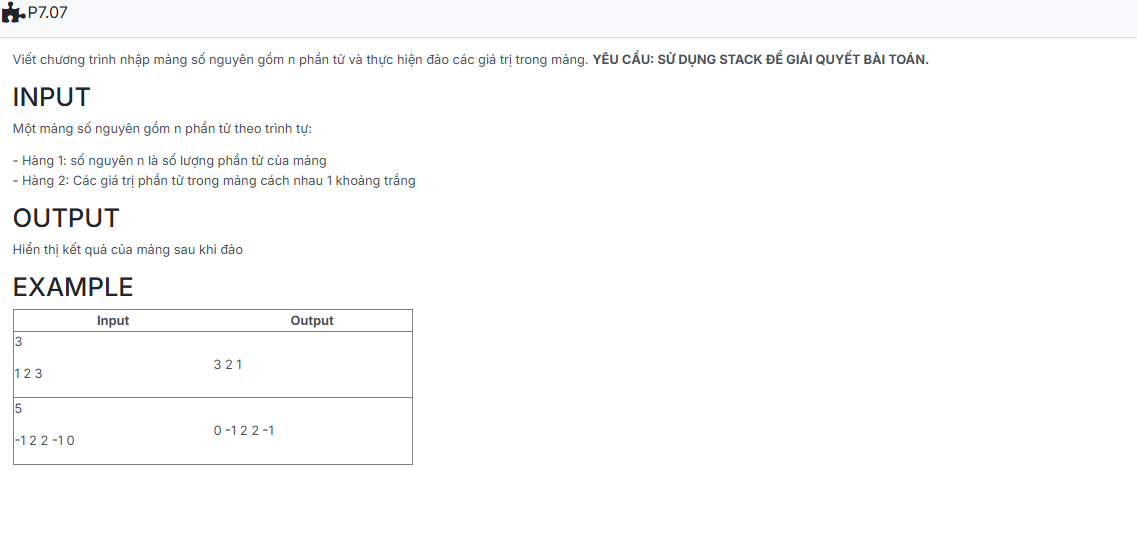 P7.07
Viết chương trình nhập mảng số nguyên gồm n phần tử và thực hiện đảo các giá trị trong mảng. YÊU CẦU: SỬ DỤNG STACK ĐỂ GIẢI QUYẾT BÀI TOÁN.
INPUT
Một mảng số nguyên gồm n phần tử theo trình tự:
- Hàng 1: số nguyên n là số lượng phần tử của mảng
- Hàng 2: Các giá trị phần tử trong mảng cách nhau 1 khoảng trắng
OUTPUT
Hiển thị kết quả của mảng sau khi đảo
EXAMPLE
Input Output
3
3 2 1
1 2 3
5
0 -1 2 2 -1
-1 2 2 -1 0